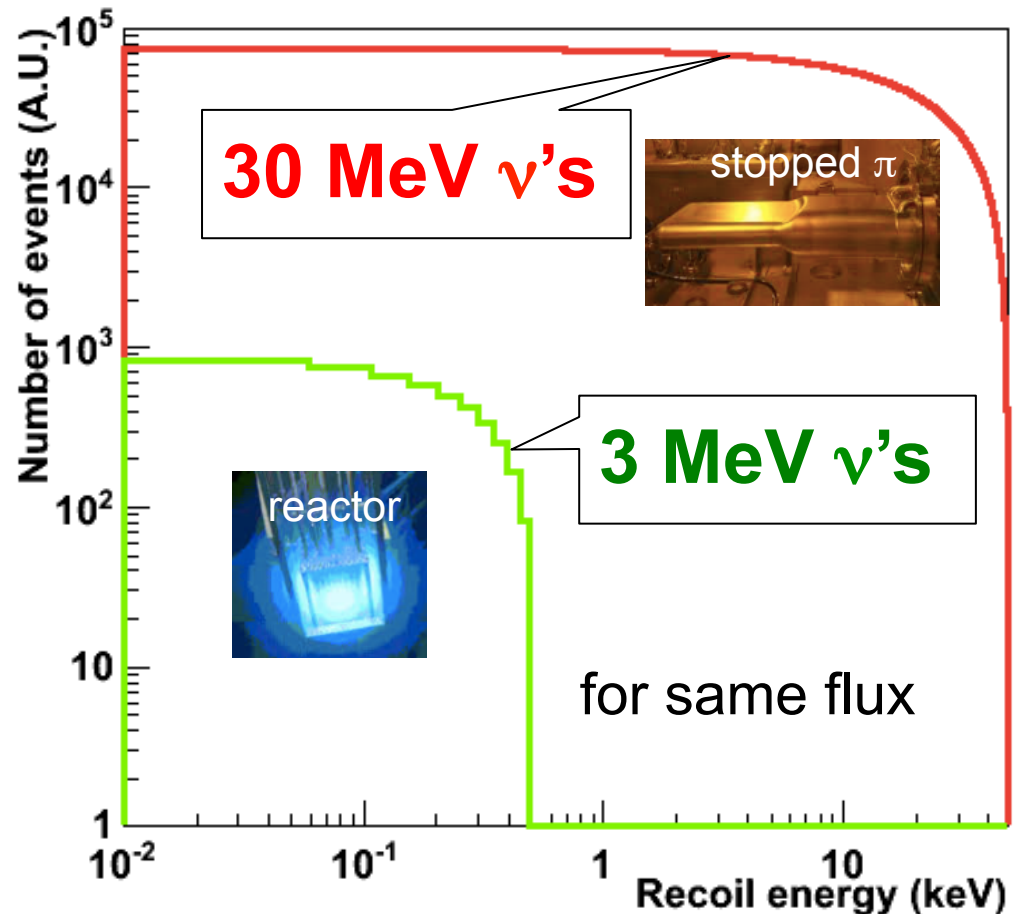 Number of events (A.U.)
10^5
10^4
10^3
10^2
10
1
30 MeV ν's
stopped π
3 MeV ν's
reactor
for same flux
10^-2
10^-1
1
10
Recoil energy (keV)